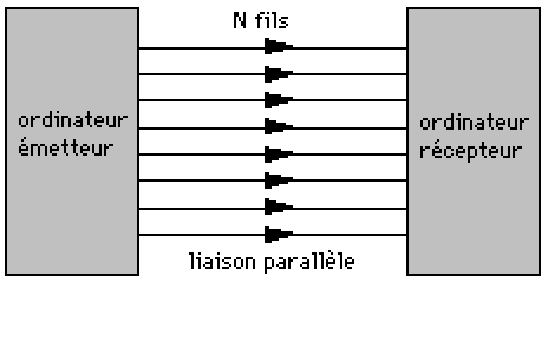 N fils
ordinateur
émetteur
ordinateur
récepteur
liaison parallèle